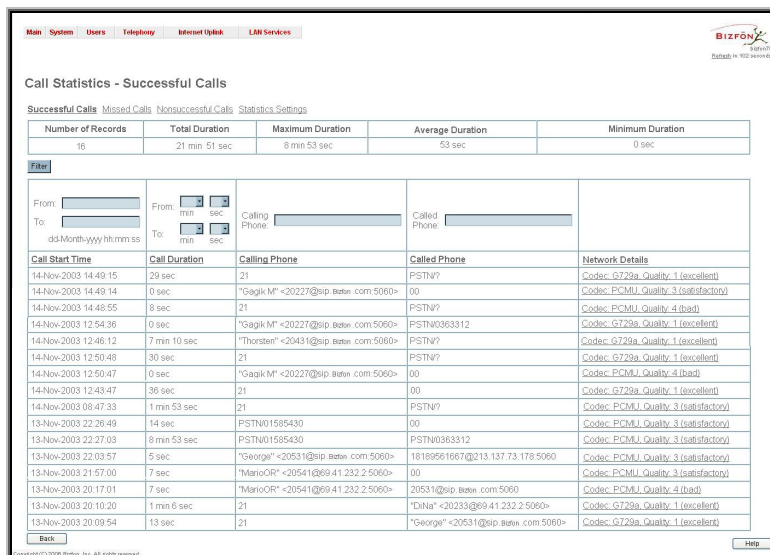 Main System Users Telephony Internet Uplink LAN Services
BIZFON
Refresh in 102 seconds
Call Statistics - Successful Calls
Successful Calls Missed Calls Nonsuccessful Calls Statistics Settings
Number of Records Total Duration Maximum Duration Average Duration Minimum Duration
16 21 min 51 sec 8 min 53 sec 53 sec 0 sec
Filter
From: From: min sec Calling Phone: Called Phone:
To: To: min sec
dd-Month-yyyy hh:mm:ss
Call Start Time Call Duration Calling Phone Called Phone Network Details
14-Nov-2003 14:49:15 29 sec 21 PSTN/? Codec: G729a, Quality: 1 (excellent)
14-Nov-2003 14:49:14 0 sec "Gagik M" <20227@sip.Bizfon.com:5060> 00 Codec: PCMU, Quality: 3 (satisfactory)
14-Nov-2003 14:48:55 8 sec 21 PSTN/? Codec: PCMU, Quality: 4 (bad)
14-Nov-2003 12:54:36 0 sec "Gagik M" <20227@sip.Bizfon.com:5060> PSTN/0363312 Codec: G729a, Quality: 1 (excellent)
14-Nov-2003 12:46:12 7 min 10 sec "Thorsten" <20431@sip.Bizfon.com:5060> PSTN/? Codec: G729a, Quality: 1 (excellent)
14-Nov-2003 12:50:48 30 sec 21 PSTN/? Codec: G729a, Quality: 1 (excellent)
14-Nov-2003 12:50:47 0 sec "Gagik M" <20227@sip.Bizfon.com:5060> 00 Codec: PCMU, Quality: 4 (bad)
14-Nov-2003 12:43:47 36 sec 21 00 Codec: G729a, Quality: 1 (excellent)
14-Nov-2003 08:47:33 1 min 53 sec 21 PSTN/? Codec: PCMU, Quality: 3 (satisfactory)
13-Nov-2003 22:26:49 14 sec PSTN/01585430 00 Codec: PCMU, Quality: 3 (satisfactory)
13-Nov-2003 22:27:03 8 min 53 sec PSTN/01585430 PSTN/0363312 Codec: PCMU, Quality: 3 (satisfactory)
13-Nov-2003 22:03:57 5 sec "George" <20531@sip.Bizfon.com:5060> 18189561667@213.137.73.178:5060 Codec: PCMU, Quality: 3 (satisfactory)
13-Nov-2003 21:57:00 7 sec "MarioOR" <20541@69.41.232.2:5060> 00 Codec: PCMU, Quality: 3 (satisfactory)
13-Nov-2003 20:17:01 7 sec "MarioOR" <20541@69.41.232.2:5060> 20531@sip.Bizfon.com:5060 Codec: PCMU, Quality: 4 (bad)
13-Nov-2003 20:10:20 1 min 6 sec 21 "DiNa" <20233@69.41.232.2:5060> Codec: G729a, Quality: 1 (excellent)
13-Nov-2003 20:09:54 13 sec 21 "George" <20531@sip.Bizfon.com:5060> Codec: G729a, Quality: 1 (excellent)
Back Help